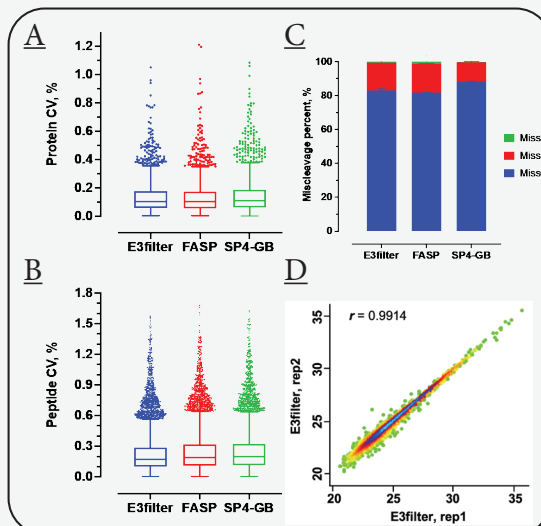 A
Protein CV, %
1.2
1.0
0.8
0.6
0.4
0.2
0.0
E3filter FASP SP4-GB
B
Peptide CV, %
1.8
1.5
1.2
0.9
0.6
0.3
0.0
E3filter FASP SP4-GB
C
Miscleavage percent, %
100
80
60
40
20
0
E3filter FASP SP4-GB
Miss
Miss
Miss
D
r = 0.9914
E3filter, rep2
35
30
25
20
20 25 30 35
E3filter, rep1